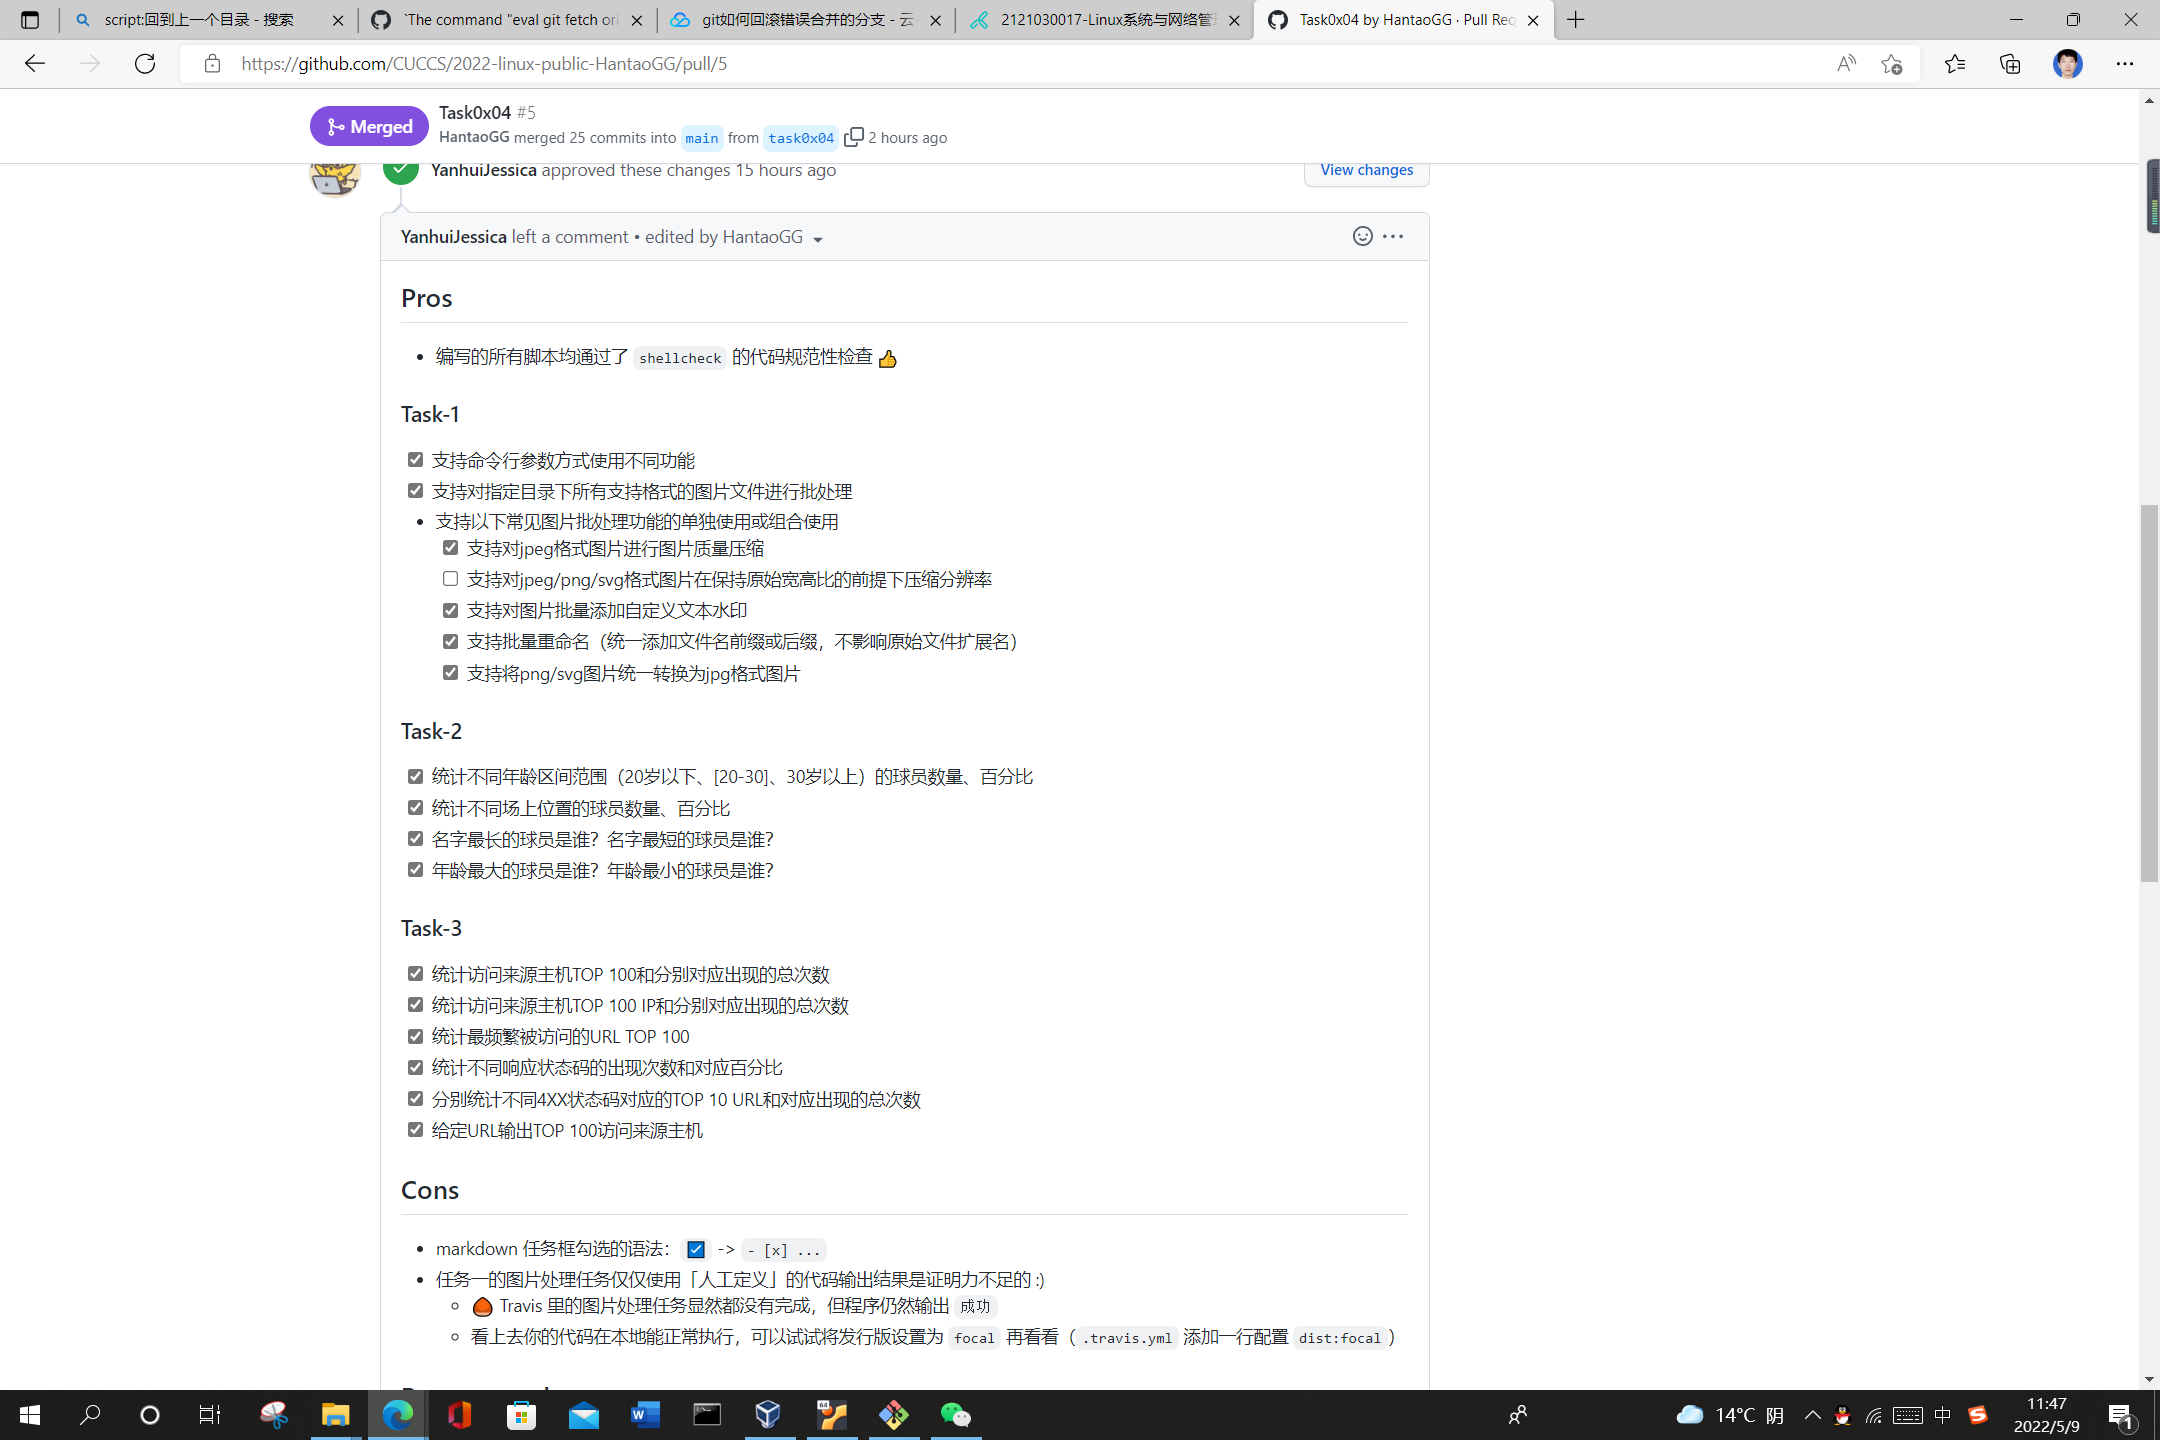 script:回到上一个目录 - 搜索
`The command "eval git fetch ori
git如何回滚错误合并的分支 - 云
2121030017-Linux系统与网络管
Task0x04 by HantaoGG · Pull Req
https://github.com/CUCCS/2022-linux-public-HantaoGG/pull/5
Merged
Task0x04 #5
HantaoGG merged 25 commits into main from task0x04 2 hours ago
YanhuiJessica approved these changes 15 hours ago
View changes
YanhuiJessica left a comment • edited by HantaoGG
Pros
编写的所有脚本均通过了 shellcheck 的代码规范性检查 👍
Task-1
支持命令行参数方式使用不同功能
支持对指定目录下所有支持格式的图片文件进行批处理
支持以下常见图片批处理功能的单独使用或组合使用
支持对jpeg格式图片进行图片质量压缩
支持对jpeg/png/svg格式图片在保持原始宽高比的前提下压缩分辨率
支持对图片批量添加自定义文本水印
支持批量重命名（统一添加文件名前缀或后缀，不影响原始文件扩展名）
支持将png/svg图片统一转换为jpg格式图片
Task-2
统计不同年龄区间范围（20岁以下、[20-30]、30岁以上）的球员数量、百分比
统计不同场上位置的球员数量、百分比
名字最长的球员是谁？名字最短的球员是谁？
年龄最大的球员是谁？年龄最小的球员是谁？
Task-3
统计访问来源主机TOP 100和分别对应出现的总次数
统计访问来源主机TOP 100 IP和分别对应出现的总次数
统计最频繁被访问的URL TOP 100
统计不同响应状态码的出现次数和对应百分比
分别统计不同4XX状态码对应的TOP 10 URL和对应出现的总次数
给定URL输出TOP 100访问来源主机
Cons
markdown 任务框勾选的语法： ☑️ -> - [x] ...
任务一的图片处理任务仅仅使用「人工定义」的代码输出结果是证明力不足的 :)
🌰 Travis 里的图片处理任务显然都没有完成，但程序仍然输出 成功
看上去你的代码在本地能正常执行，可以试试将发行版设置为 focal 再看看（ .travis.yml 添加一行配置 dist:focal ）
14°C 阴
中
11:47
2022/5/9
1